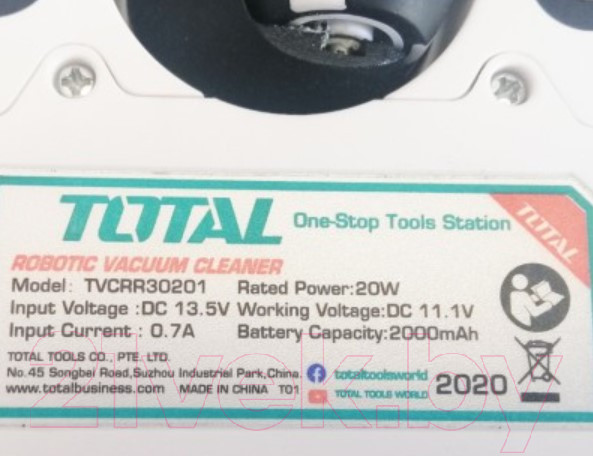 TOTAL One-Stop Tools Station
TOTAL
ROBOTIC VACUUM CLEANER
Model: TVCRR30201 Rated Power:20W
Input Voltage :DC 13.5V Working Voltage:DC 11.1V
Input Current : 0.7A Battery Capacity:2000mAh
TOTAL TOOLS CO., PTE. LTD.
No.45 Songbei Road,Suzhou Industrial Park,China. totaltoolsworld
www.totalbusiness.com MADE IN CHINA T01 TOTAL TOOLS WORLD 2020
21vek.by